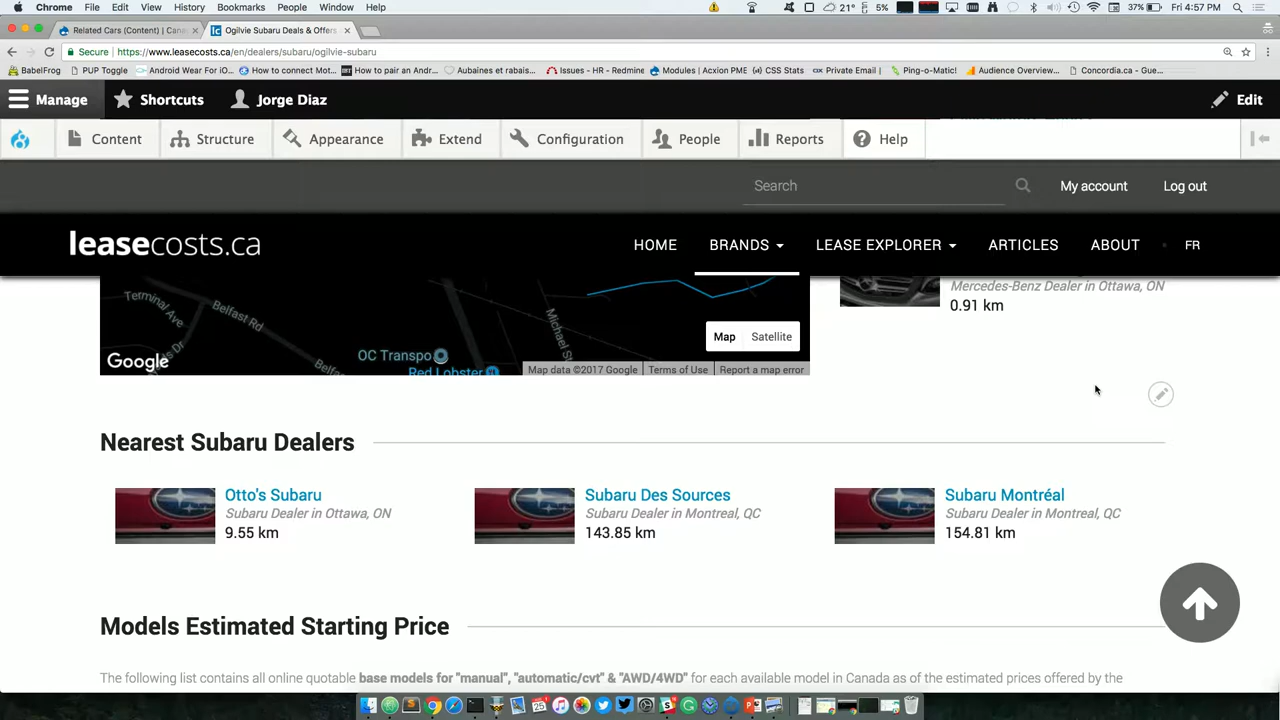 Chrome File Edit View History Bookmarks People Window Help 21° 5% 37% Fri 4:57 PM
Related Cars (Content) | Cana Ogilvie Subaru Deals & Offers
Secure https://www.leasecosts.ca/en/dealers/subaru/ogilvie-subaru
BabelFrog PUP Toggle Android Wear For iO... How to connect Mot... How to pair an Andr... Aubaines et rabais... Issues - HR - Redmine Modules | Acxion PME CSS Stats Private Email | Ping-o-Matic! Audience Overview... Concordia.ca - Gue...
Manage Shortcuts Jorge Diaz Edit
Content Structure Appearance Extend Configuration People Reports Help
Search My account Log out
leasecosts.ca HOME BRANDS LEASE EXPLORER ARTICLES ABOUT FR
Mercedes-Benz Dealer in Ottawa, ON
0.91 km
Terminal Ave
Belfast Rd
Michael St
Map Satellite
OC Transpo
Google
Red Lobster
Map data ©2017 Google Terms of Use Report a map error
Nearest Subaru Dealers
Otto's Subaru
Subaru Dealer in Ottawa, ON
9.55 km
Subaru Des Sources
Subaru Dealer in Montreal, QC
143.85 km
Subaru Montréal
Subaru Dealer in Montreal, QC
154.81 km
Models Estimated Starting Price
The following list contains all online quotable base models for "manual", "automatic/cvt" & "AWD/4WD" for each available model in Canada as of the estimated prices offered by the